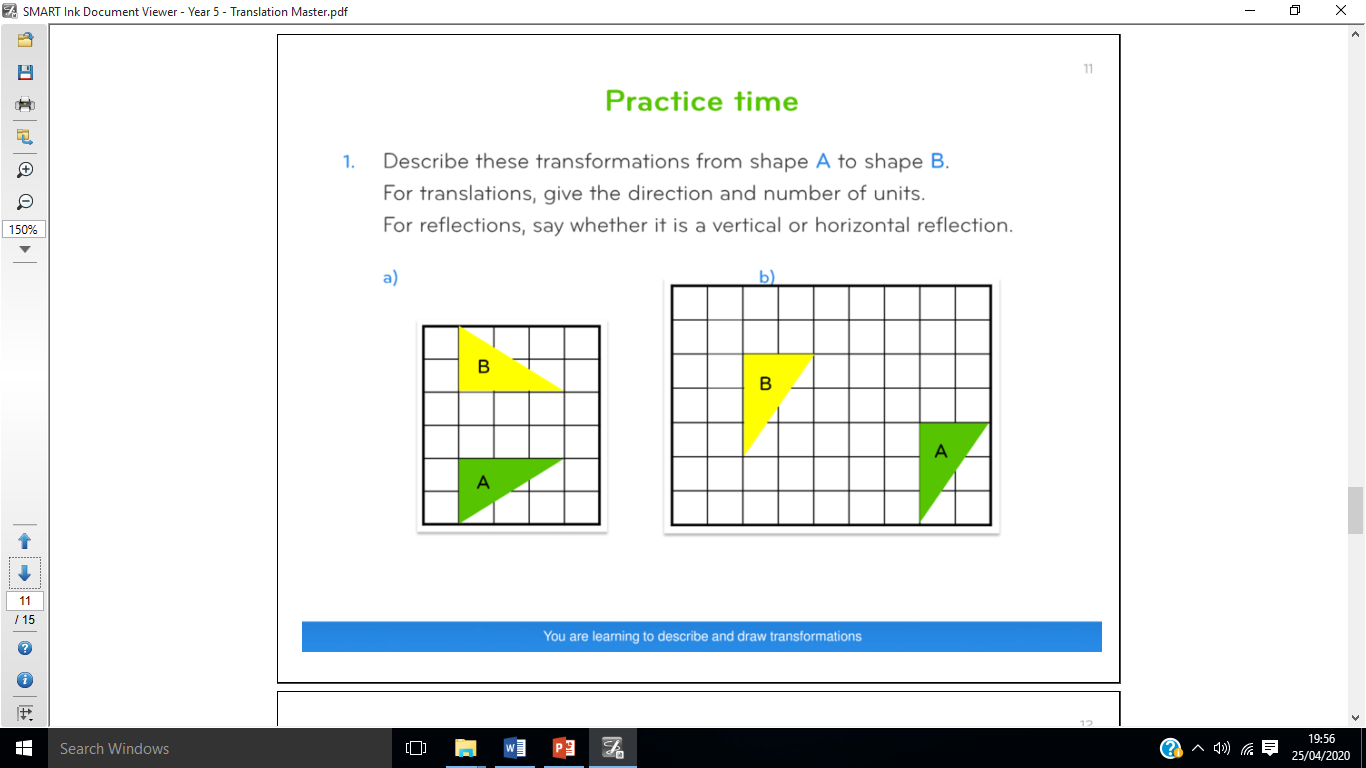 SMART Ink Document Viewer - Year 5 - Translation Master.pdf
11
Practice time
1. Describe these transformations from shape A to shape B.
For translations, give the direction and number of units.
For reflections, say whether it is a vertical or horizontal reflection.
a)
b)
B
A
B
A
You are learning to describe and draw transformations
150%
11
/ 15
Search Windows
19:56
25/04/2020